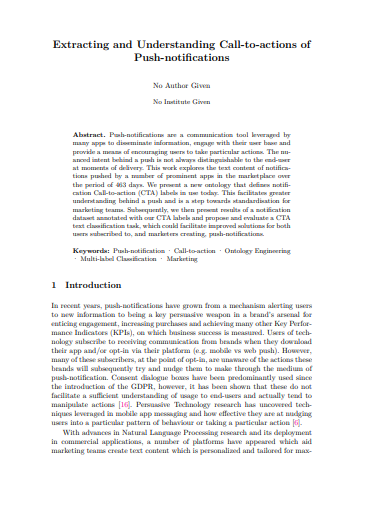 Extracting and Understanding Call-to-actions of
Push-notifications
No Author Given
No Institute Given
Abstract. Push-notifications are a communication tool leveraged by
many apps to disseminate information, engage with their user base and
provide a means of encouraging users to take particular actions. The nu-
anced intent behind a push is not always distinguishable to the end-user
at moments of delivery. This work explores the text content of notifica-
tions pushed by a number of prominent apps in the marketplace over
the period of 463 days. We present a new ontology that defines notifi-
cation Call-to-action (CTA) labels in use today. This facilitates greater
understanding behind a push and is a step towards standardisation for
marketing teams. Subsequently, we then present results of a notification
dataset annotated with our CTA labels and propose and evaluate a CTA
text classification task, which could facilitate improved solutions for both
users subscribed to, and marketers creating, push-notifications.
Keywords: Push-notification · Call-to-action · Ontology Engineering
· Multi-label Classification · Marketing
1 Introduction
In recent years, push-notifications have grown from a mechanism alerting users
to new information to being a key persuasive weapon in a brand's arsenal for
enticing engagement, increasing purchases and achieving many other Key Perfor-
mance Indicators (KPIs), on which business success is measured. Users of tech-
nology subscribe to receiving communication from brands when they download
their app and/or opt-in via their platform (e.g. mobile vs web push). However,
many of these subscribers, at the point of opt-in, are unaware of the actions these
brands will subsequently try and nudge them to make through the medium of
push-notification. Consent dialogue boxes have been predominantly used since
the introduction of the GDPR, however, it has been shown that these do not
facilitate a sufficient understanding of usage to end-users and actually tend to
manipulate actions [16]. Persuasive Technology research has uncovered tech-
niques leveraged in mobile app messaging and how effective they are at nudging
users into a particular pattern of behaviour or taking a particular action [6].
With advances in Natural Language Processing research and its deployment
in commercial applications, a number of platforms have appeared which aid
marketing teams create text content which is personalized and tailored for max-